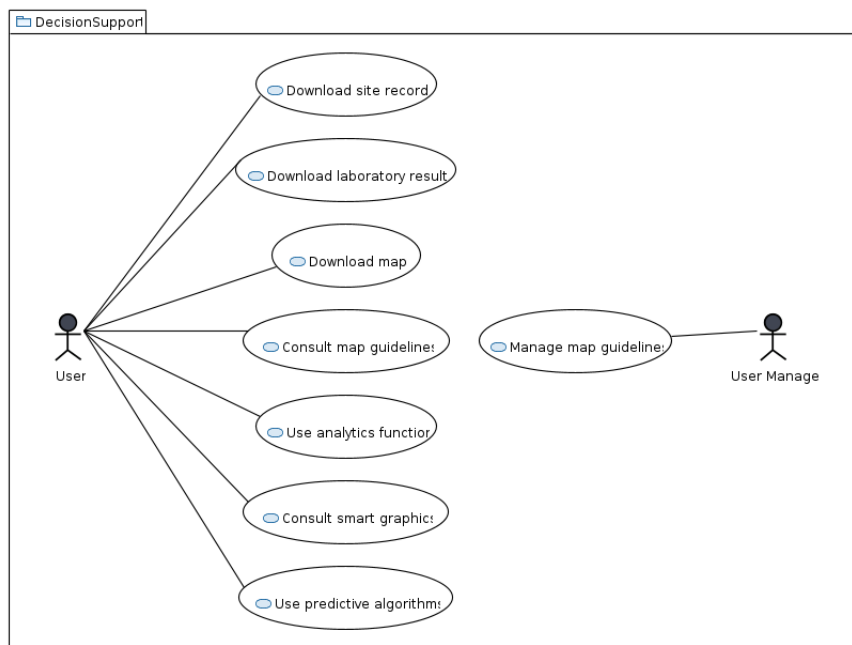 DecisionSupport
Download site record
Download laboratory result
Download map
Consult map guidelines
Manage map guideline
User
User Manage
Use analytics function
Consult smart graphics
Use predictive algorithms